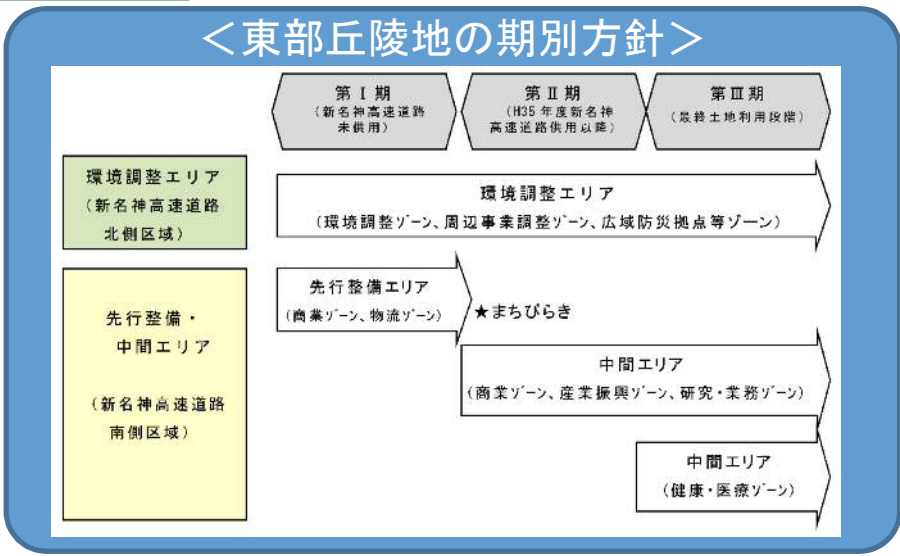 ＜東部丘陵地の期別方針＞
第Ⅰ期
（新名神高速道路
未供用）
第Ⅱ期
（H35年度新名神
高速道路供用以降）
第Ⅲ期
（最終土地利用段階）
環境調整エリア
（新名神高速道路
北側区域）
環境調整エリア
（環境調整ゾーン、周辺事業調整ゾーン、広域防災拠点等ゾーン）
先行整備・
中間エリア
（新名神高速道路
南側区域）
先行整備エリア
（商業ゾーン、物流ゾーン）
★まちびらき
中間エリア
（商業ゾーン、産業振興ゾーン、研究・業務ゾーン）
中間エリア
（健康・医療ゾーン）